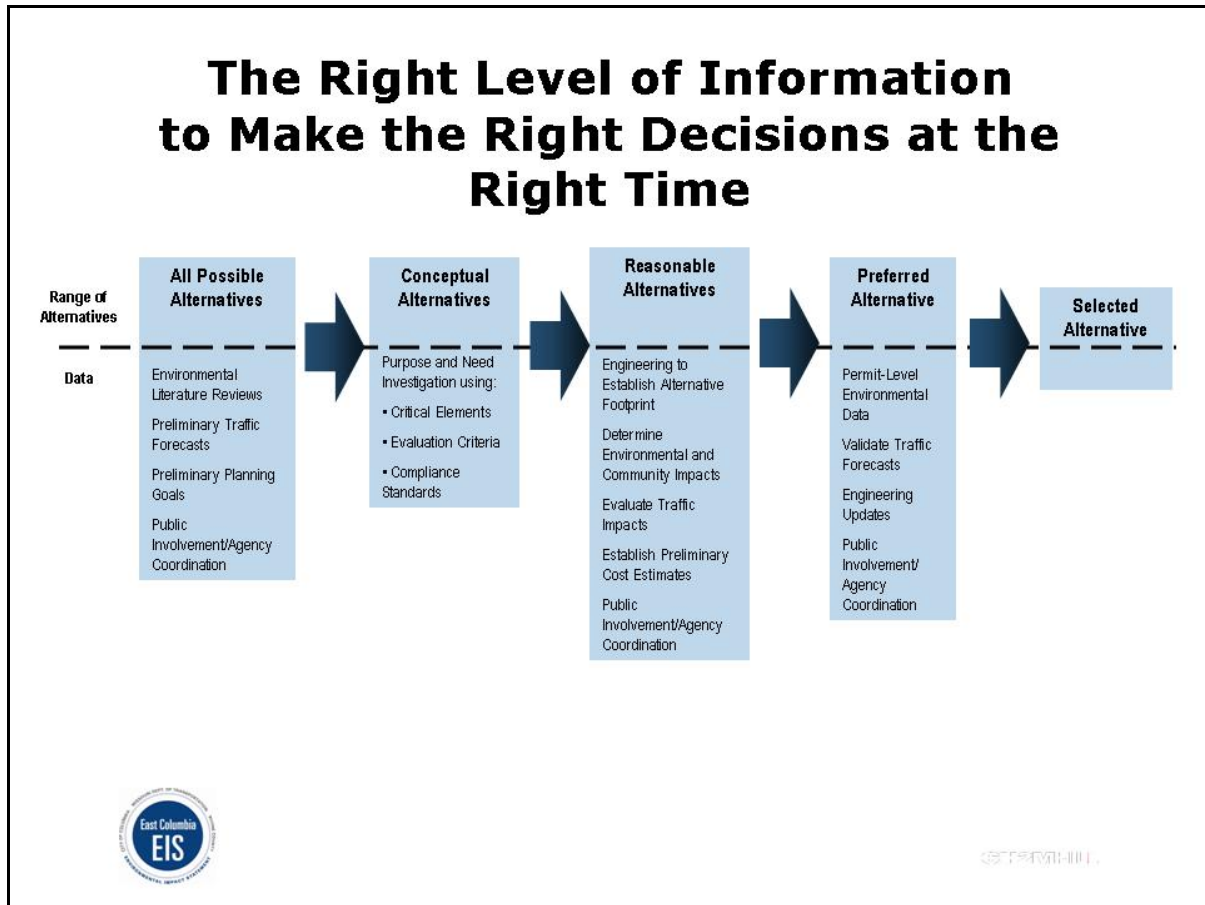 The Right Level of Information
to Make the Right Decisions at the
Right Time
Range of
Alternatives
Data
All Possible
Alternatives
Environmental
Literature Reviews
Preliminary Traffic
Forecasts
Preliminary Planning
Goals
Public
Involvement/Agency
Coordination
Conceptual
Alternatives
Purpose and Need
Investigation using:
• Critical Elements
• Evaluation Criteria
• Compliance
Standards
Reasonable
Alternatives
Engineering to
Establish Alternative
Footprint
Determine
Environmental and
Community Impacts
Evaluate Traffic
Impacts
Establish Preliminary
Cost Estimates
Public
Involvement/Agency
Coordination
Preferred
Alternative
Permit-Level
Environmental
Data
Validate Traffic
Forecasts
Engineering
Updates
Public
Involvement/
Agency
Coordination
Selected
Alternative
East Columbia
EIS
ENVIRONMENTAL IMPACT STATEMENT
CH2MHILL